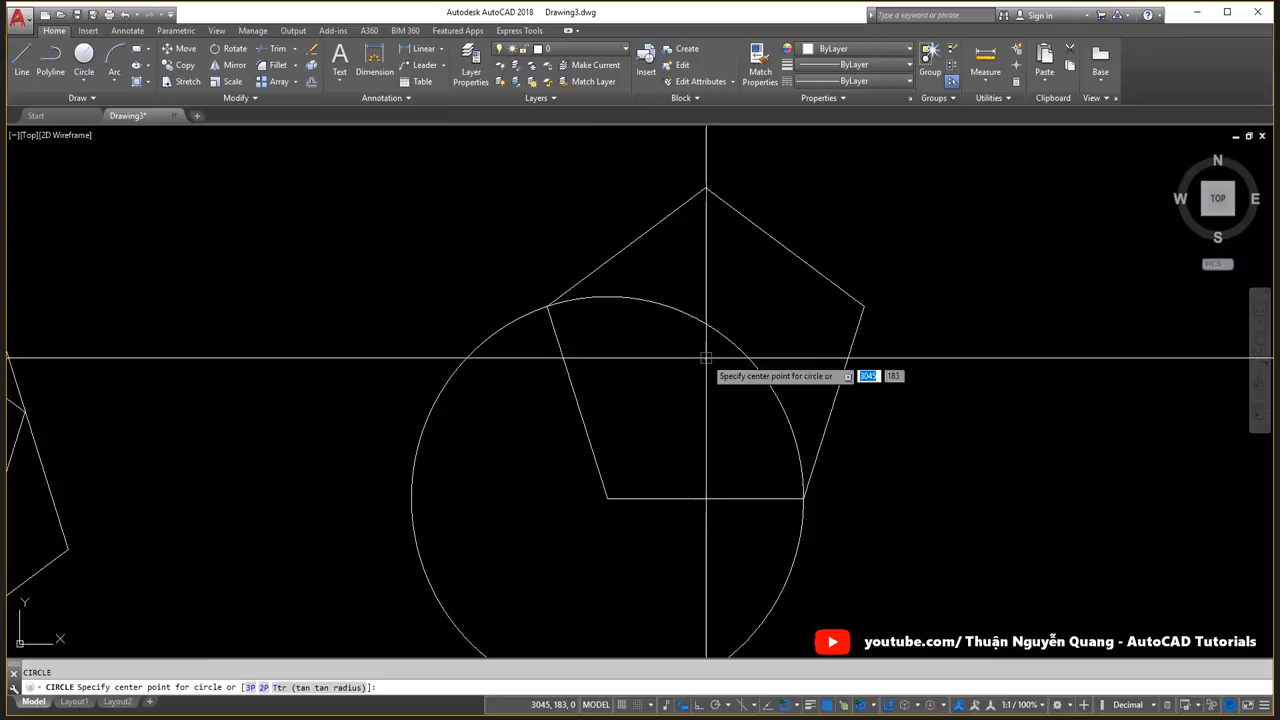 Autodesk AutoCAD 2018 Drawing3.dwg
Type a keyword or phrase
Sign In
Home Insert Annotate Parametric View Manage Output Add-ins A360 BIM 360 Featured Apps Express Tools
Line Polyline Circle Arc
Move Rotate Trim
Copy Mirror Fillet
Stretch Scale Array
Text Dimension
Linear
Leader
Table
Layer Properties
0
Make Current
Match Layer
Insert
Create
Edit
Edit Attributes
Match Properties
ByLayer
ByLayer
ByLayer
Group Measure Paste Base
Draw Modify Annotation Layers Block Properties Groups Utilities Clipboard View
Start Drawing3*
[−][Top][2D Wireframe]
N
W TOP E
S
WCS
Specify center point for circle or 3045 183
Y
X
youtube.com/ Thuận Nguyễn Quang - AutoCAD Tutorials
CIRCLE
CIRCLE Specify center point for circle or [3P 2P Ttr (tan tan radius)]:
Model Layout1 Layout2 3045, 183, 0 MODEL 1:1 / 100% Decimal